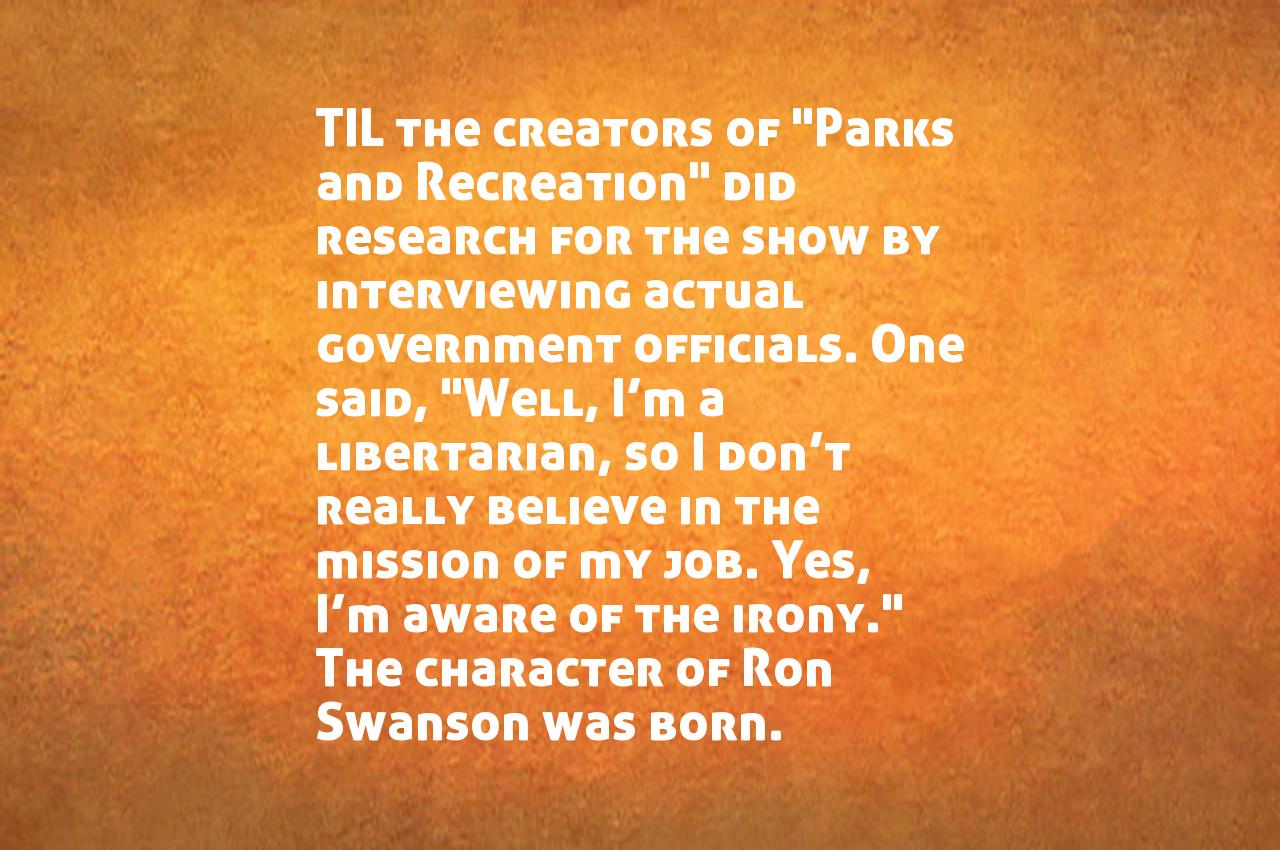 TIL the creators of "Parks
and Recreation" did
research for the show by
interviewing actual
government officials. One
said, "Well, I’m a
libertarian, so I don’t
really believe in the
mission of my job. Yes,
I’m aware of the irony."
The character of Ron
Swanson was born.